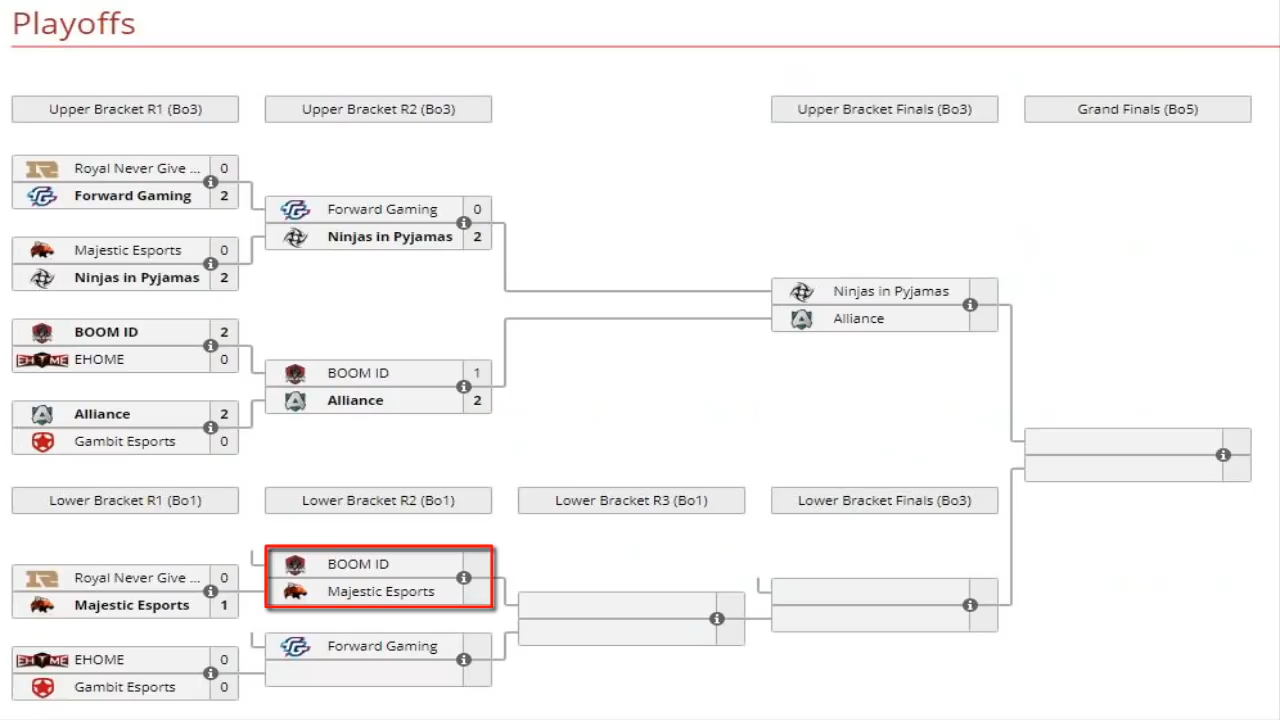 Playoffs
Upper Bracket R1 (Bo3)
Upper Bracket R2 (Bo3)
Upper Bracket Finals (Bo3)
Grand Finals (Bo5)
Royal Never Give ... 0
Forward Gaming 2
Majestic Esports 0
Ninjas in Pyjamas 2
BOOM ID 2
EHOME EHOME 0
Alliance 2
Gambit Esports 0
Forward Gaming 0
Ninjas in Pyjamas 2
BOOM ID 1
Alliance 2
Ninjas in Pyjamas
Alliance
Lower Bracket R1 (Bo1)
Lower Bracket R2 (Bo1)
Lower Bracket R3 (Bo1)
Lower Bracket Finals (Bo3)
Royal Never Give ... 0
Majestic Esports 1
EHOME EHOME 0
Gambit Esports 0
BOOM ID
Majestic Esports
Forward Gaming